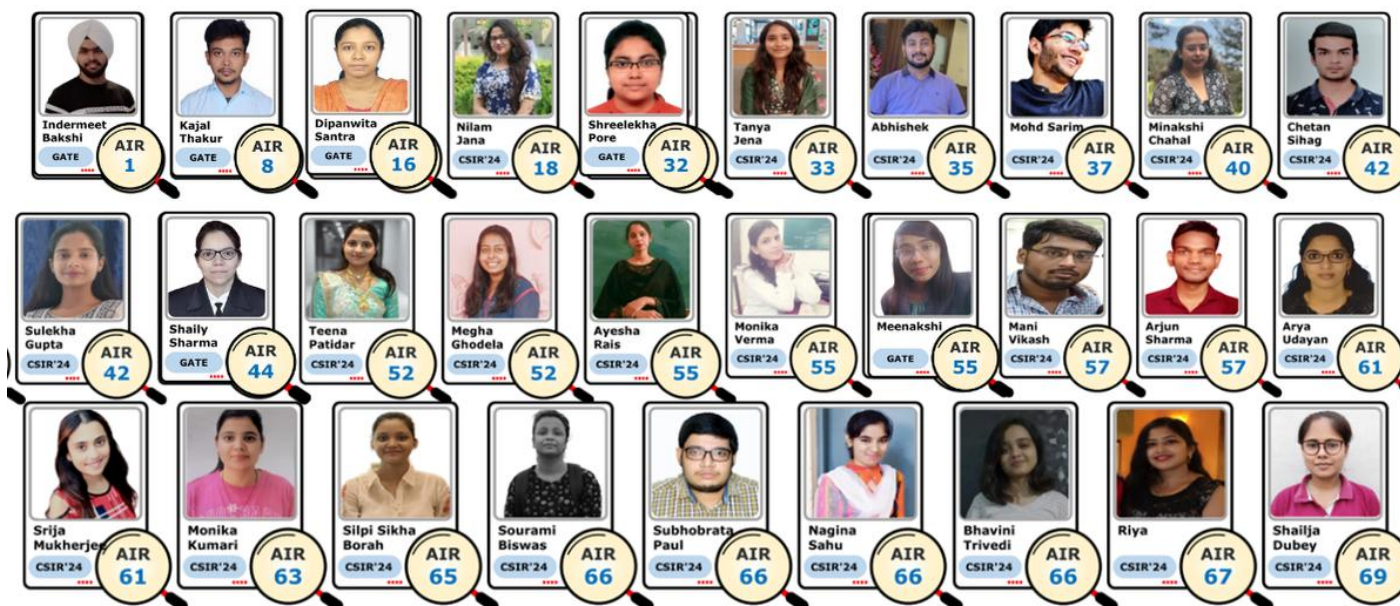 Indermeet
Bakshi
GATE
AIR
1
Kajal
Thakur
GATE
AIR
8
Dipanwita
Santra
GATE
AIR
16
Nilam
Jana
CSIR'24
AIR
18
Shreelekha
Pore
GATE
AIR
32
Tanya
Jena
CSIR'24
AIR
33
Abhishek
CSIR'24
AIR
35
Mohd Sarim
CSIR'24
AIR
37
Minakshi
Chahal
CSIR'24
AIR
40
Chetan
Sihag
CSIR'24
AIR
42
Sulekha
Gupta
CSIR'24
AIR
42
Shaily
Sharma
GATE
AIR
44
Teena
Patidar
CSIR'24
AIR
52
Megha
Ghodela
CSIR'24
AIR
52
Ayesha
Rais
CSIR'24
AIR
55
Monika
Verma
CSIR'24
AIR
55
Meenakshi
GATE
AIR
55
Mani
Vikash
CSIR'24
AIR
57
Arjun
Sharma
CSIR'24
AIR
57
Arya
Udayan
CSIR'24
AIR
61
Srija
Mukherjee
CSIR'24
AIR
61
Monika
Kumari
CSIR'24
AIR
63
Silpi Sikha
Borah
CSIR'24
AIR
65
Sourami
Biswas
CSIR'24
AIR
66
Subhobrata
Paul
CSIR'24
AIR
66
Nagina
Sahu
CSIR'24
AIR
66
Bhavini
Trivedi
CSIR'24
AIR
66
Riya
CSIR'24
AIR
67
Shailja
Dubey
CSIR'24
AIR
69